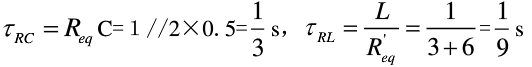 τ_RC = R_eq C = 1 // 2 × 0.5 = 1/3 s, τ_RL = L/R'_eq = 1/(3+6) = 1/9 s